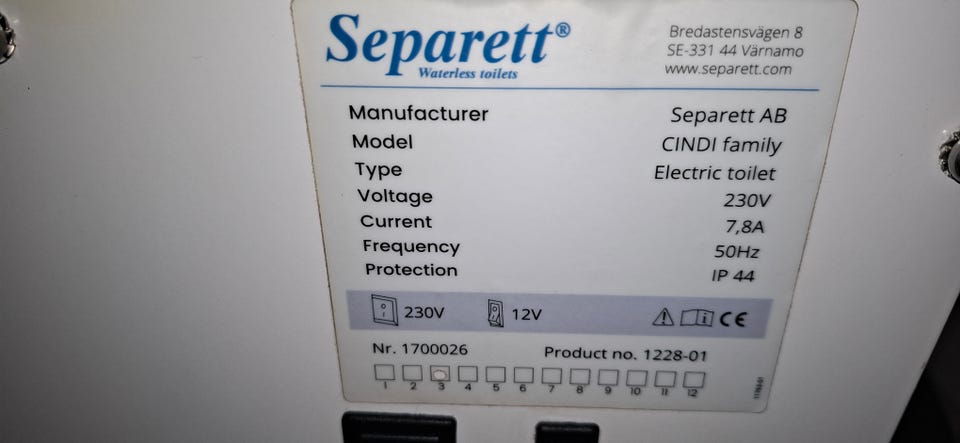 Separett®
Waterless toilets
Bredastensvägen 8
SE-331 44 Värnamo
www.separett.com
Manufacturer Separett AB
Model CINDI family
Type Electric toilet
Voltage 230V
Current 7,8A
Frequency 50Hz
Protection IP 44
230V 12V CE
Nr. 1700026 Product no. 1228-01
1 2 3 4 5 6 7 8 9 10 11 12